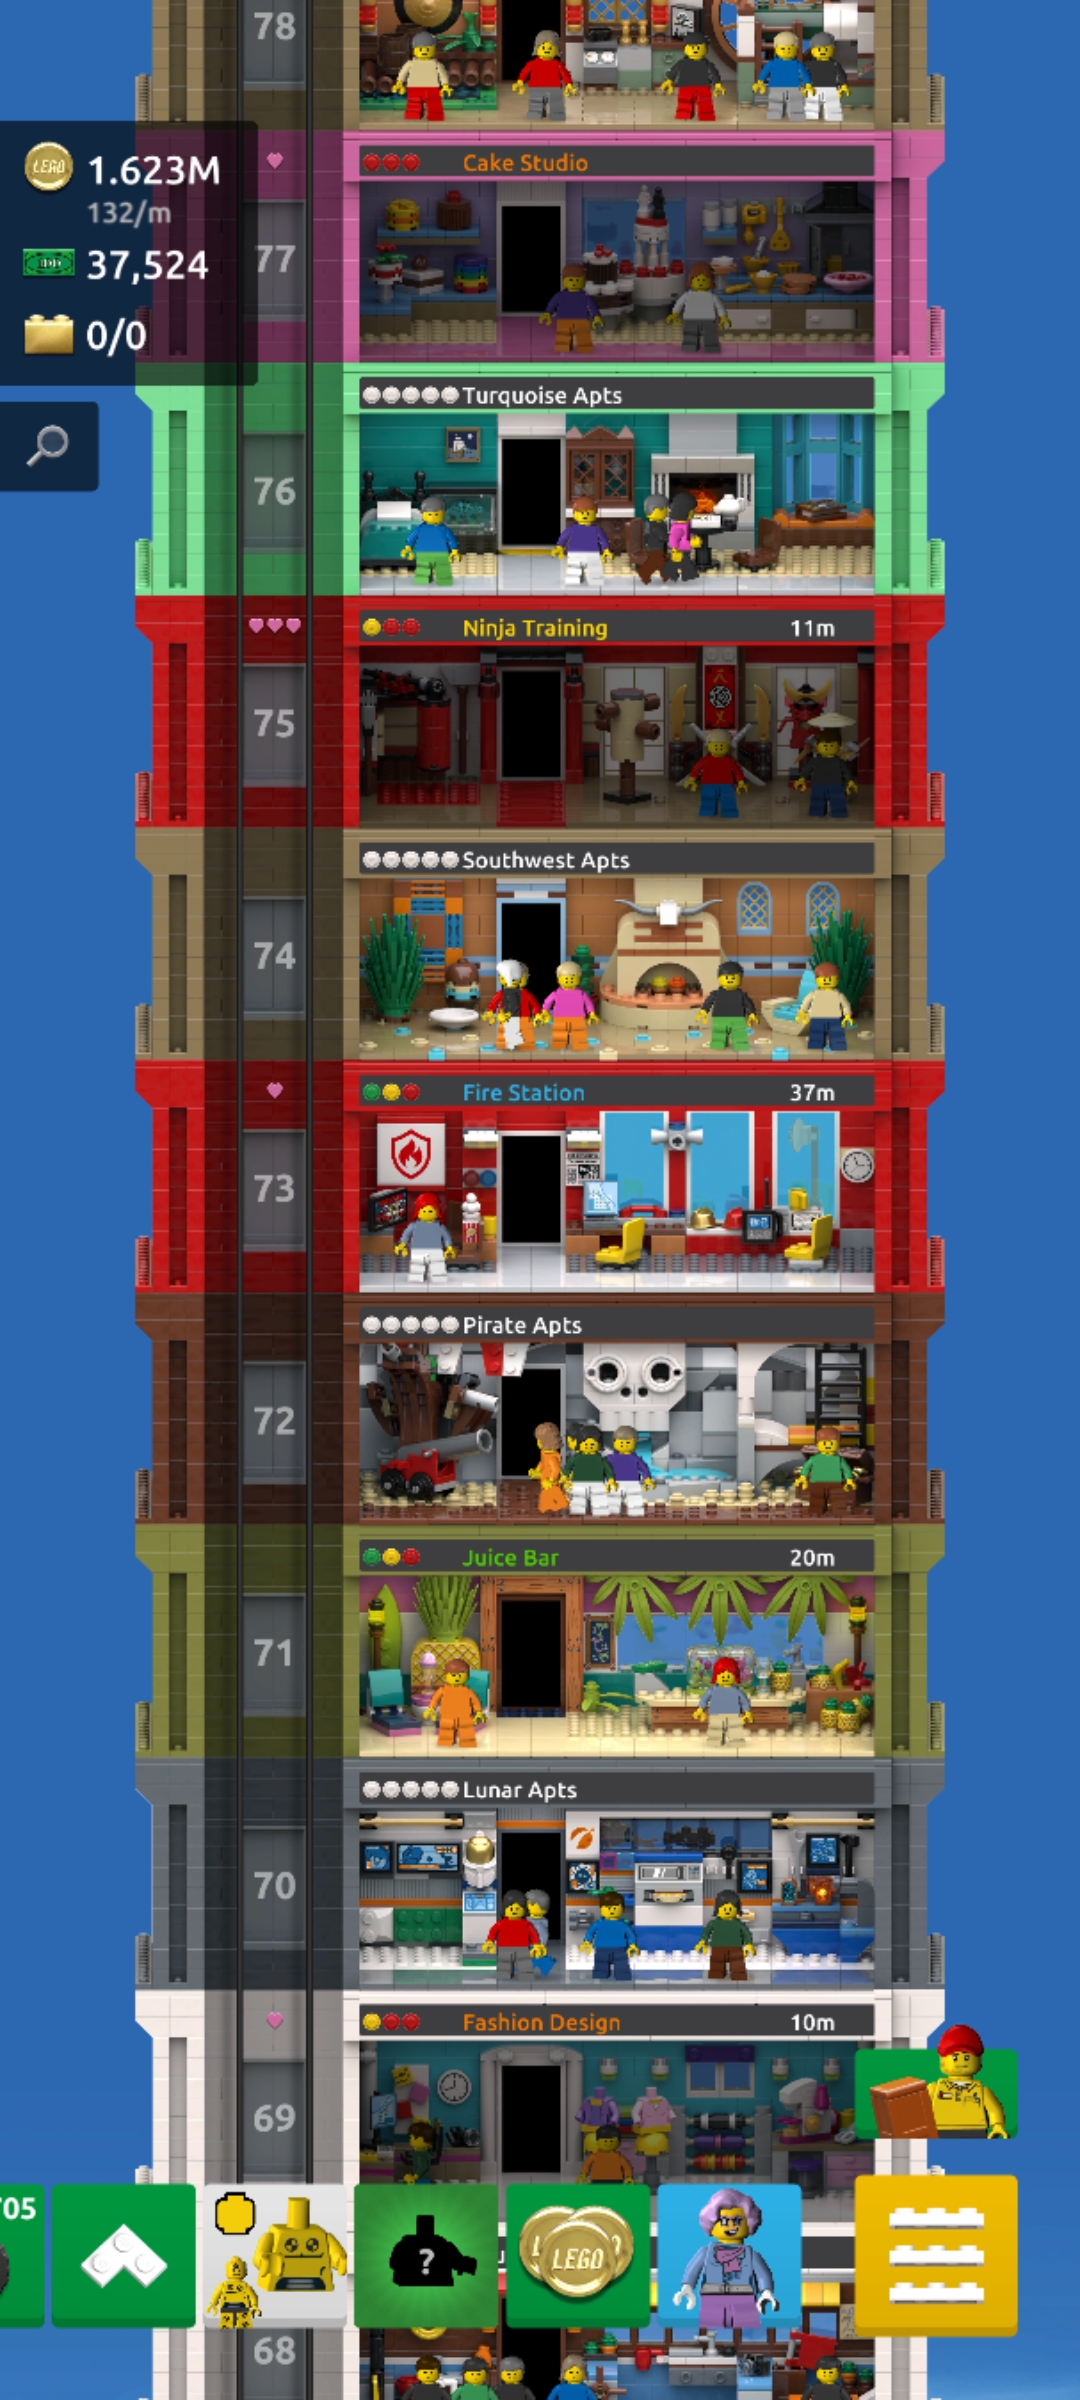 78
LEGO 1.623M
132/m
37,524
0/0
Cake Studio
77
Turquoise Apts
76
Ninja Training 11m
75
Southwest Apts
74
Fire Station 37m
73
Pirate Apts
72
Juice Bar 20m
71
Lunar Apts
70
Fashion Design 10m
69
?
LEGO
68